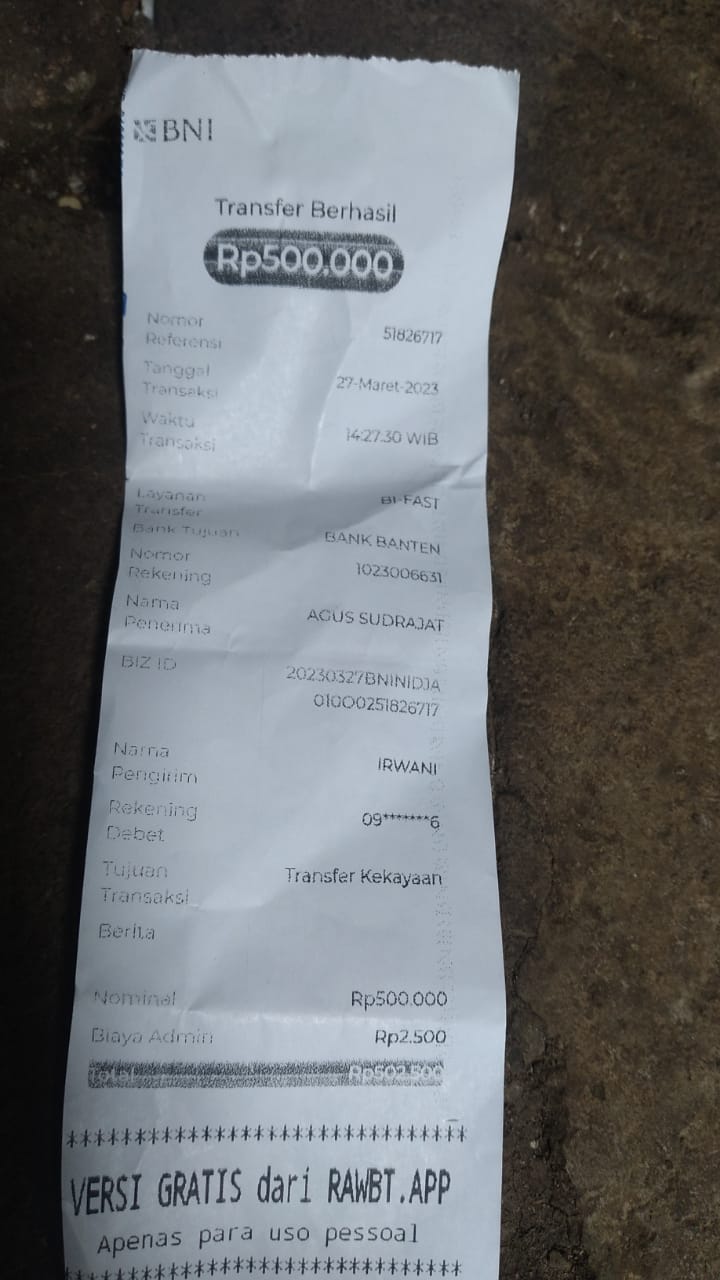 BNI
Transfer Berhasil
Rp500.000
Nomor
Referensi 51826717
Tanggal
Transaksi 27-Maret-2023
Waktu
Transaksi 14:27:30 WIB
Layanan
Transfer BI-FAST
Bank Tujuan BANK BANTEN
Nomor
Rekening 1023006631
Nama
Penerima AGUS SUDRAJAT
BIZ ID 20230327BNINIDJA
010O0251826717
Nama
Pengirim IRWANI
Rekening
Debet 09*******6
Tujuan
Transaksi Transfer Kekayaan
Berita
Nominal Rp500.000
Biaya Admin Rp2.500
Total Rp502.500
******************************
VERSI GRATIS dari RAWBT.APP
Apenas para uso pessoal
******************************